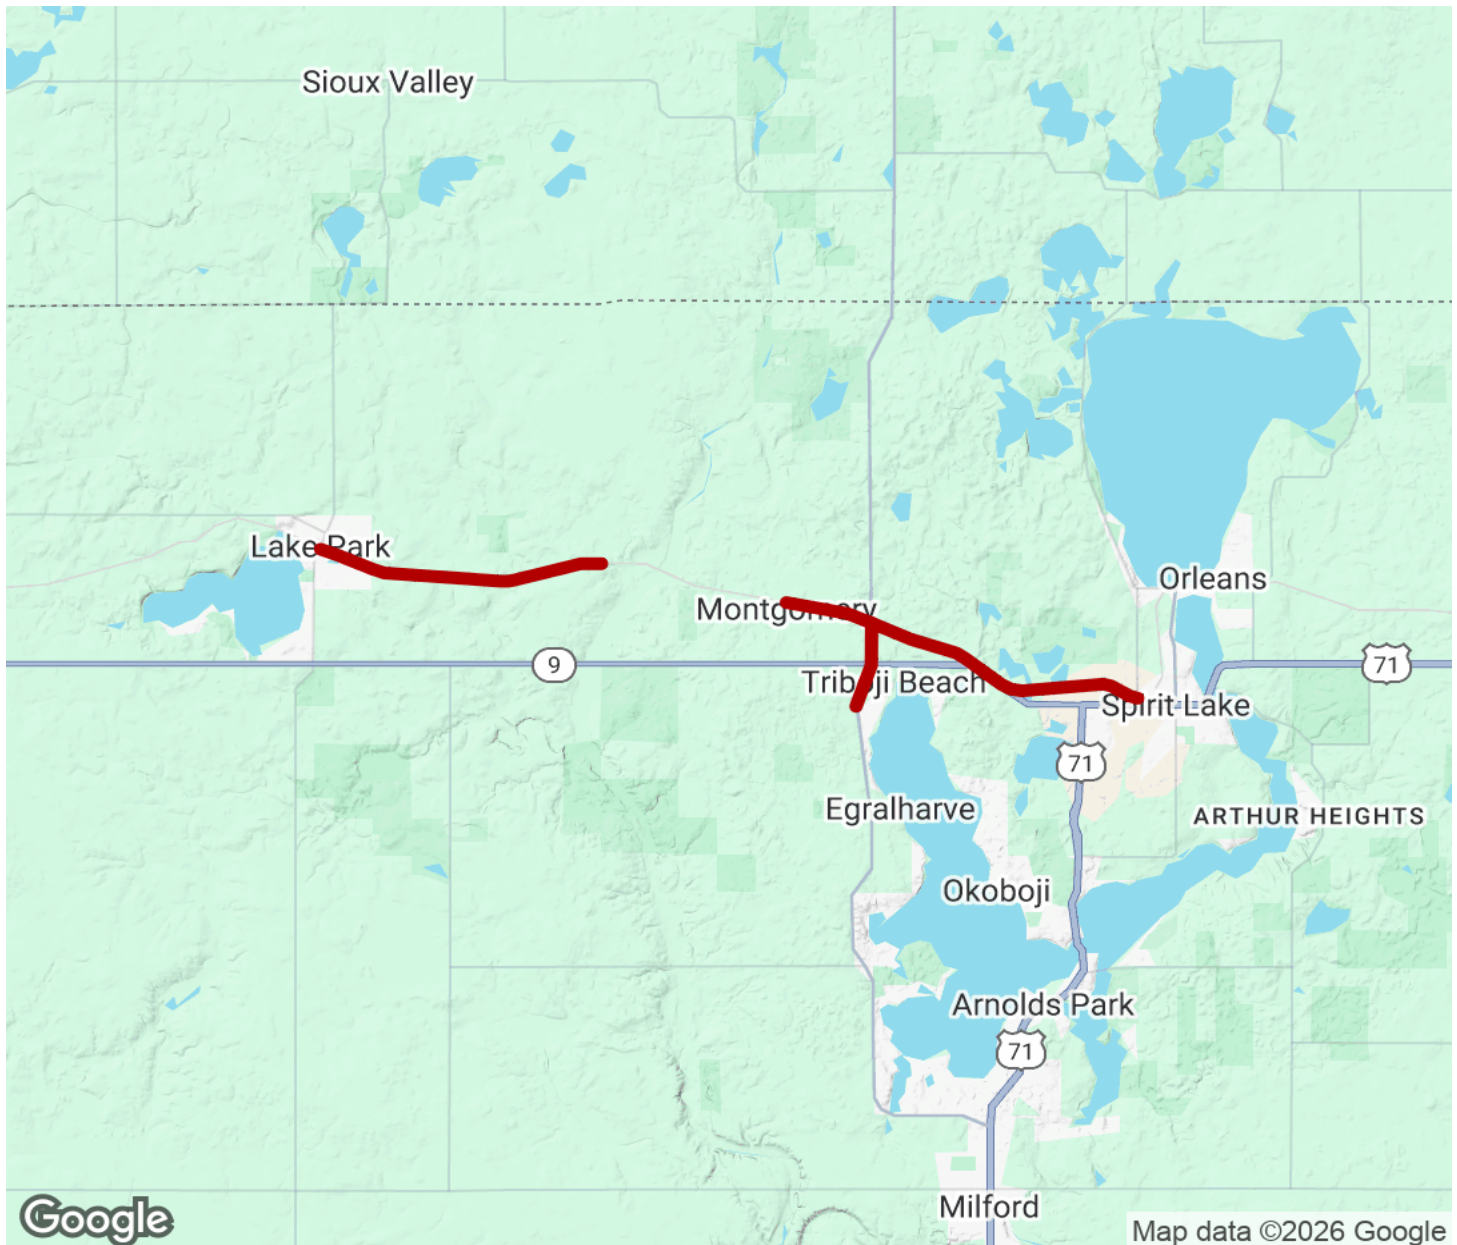 Sioux Valley
Lake Park
Orleans
Montgomery
9
71
Triboji Beach
Spirit Lake
71
Egralharve
ARTHUR HEIGHTS
Okoboji
Arnolds Park
71
Milford
Google
Map data ©2026 Google